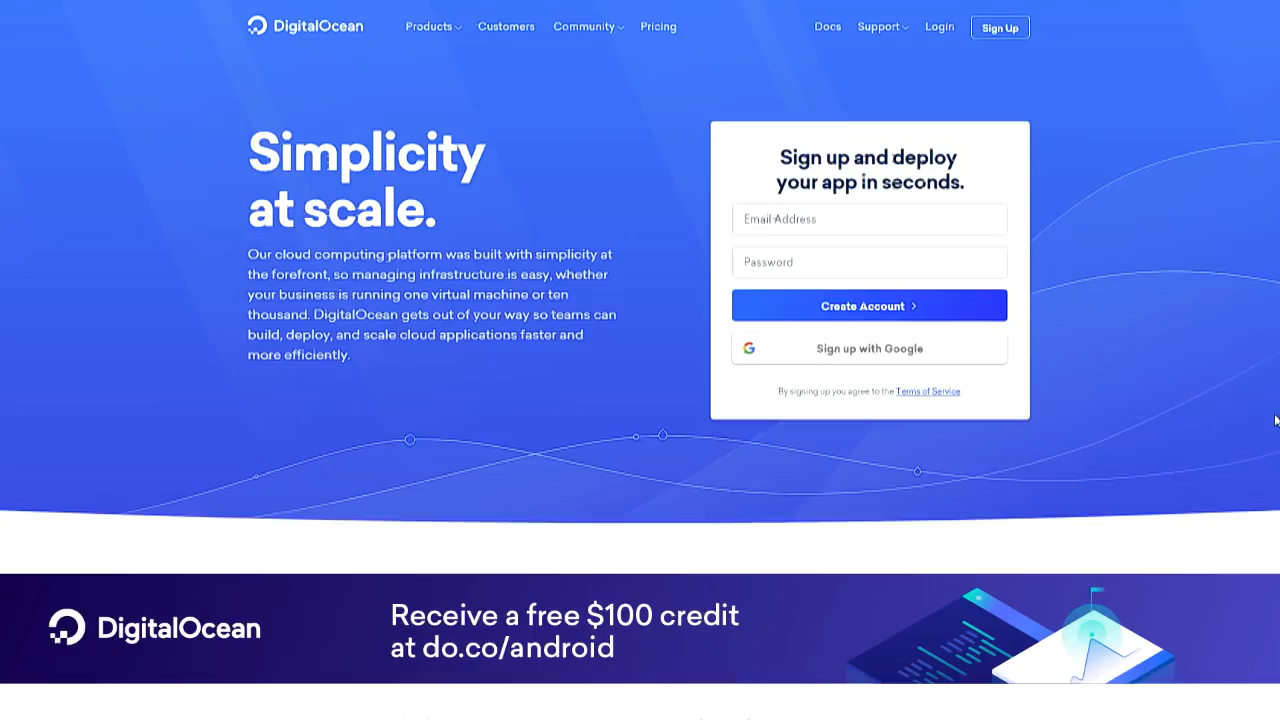 DigitalOcean Products Customers Community Pricing Docs Support Login Sign Up
Simplicity
at scale.
Our cloud computing platform was built with simplicity at
the forefront, so managing infrastructure is easy, whether
your business is running one virtual machine or ten
thousand. DigitalOcean gets out of your way so teams can
build, deploy, and scale cloud applications faster and
more efficiently.
Sign up and deploy
your app in seconds.
Email Address
Password
Create Account
Sign up with Google
By signing up you agree to the Terms of Service
DigitalOcean
Receive a free $100 credit
at do.co/android